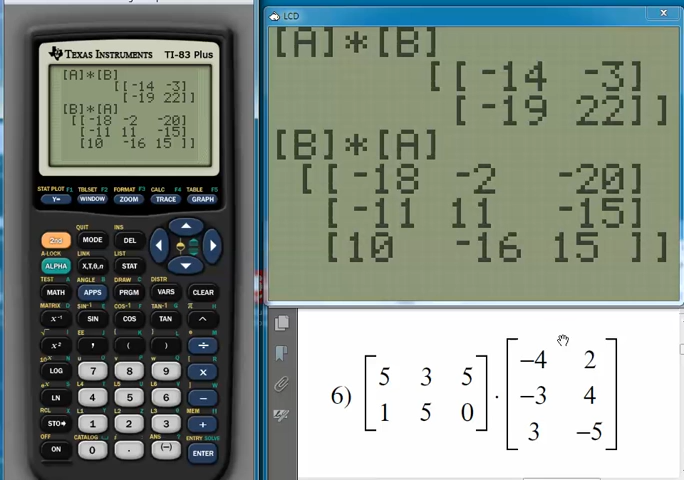 TEXAS INSTRUMENTS TI-83 Plus
[A]*[B]
[[-14 -3]
[-19 22]]
[B]*[A]
[[-18 -2 -20]
[-11 11 -15]
[10 -16 15 ]]
STAT PLOT F1 TBLSET F2 FORMAT F3 CALC F4 TABLE F5
Y= WINDOW ZOOM TRACE GRAPH
QUIT INS
2nd MODE DEL
A-LOCK LINK LIST
ALPHA X,T,θ,n STAT
TEST A ANGLE B DRAW C DISTR
MATH APPS PRGM VARS CLEAR
MATRIX D SIN⁻¹ E COS⁻¹ F TAN⁻¹ G π H
x⁻¹ SIN COS TAN ^
x² , ( ) ÷
LOG 7 8 9 ×
LN 4 5 6 −
RCL X L1 Y L2 Z L3 θ MEM "
STO▸ 1 2 3 +
OFF CATALOG i : ANS ? ENTRY SOLVE
ON 0 . (−) ENTER
LCD
[A]*[B]
[[-14 -3]
[-19 22]]
[B]*[A]
[[-18 -2 -20]
[-11 11 -15]
[10 -16 15 ]]
6) [5 3 5] · [−4 2]
[1 5 0] [−3 4]
[3 −5]